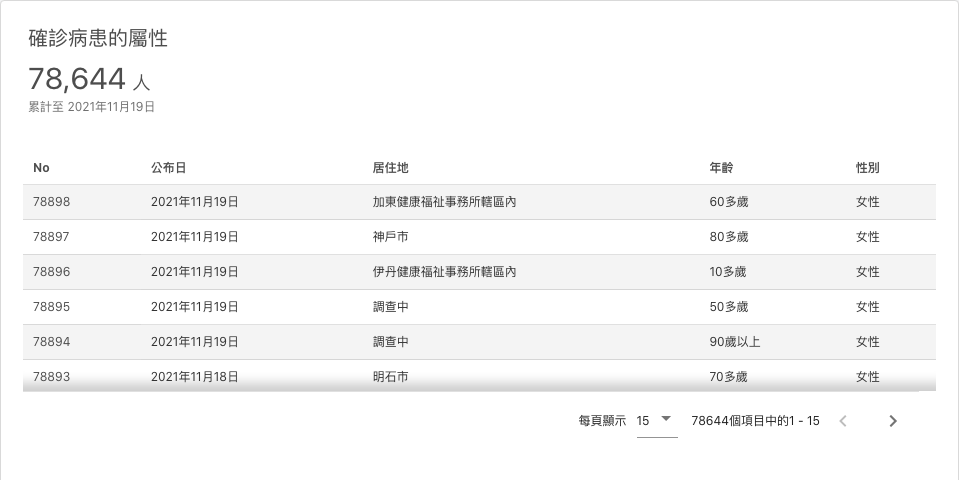 確診病患的屬性
78,644 人
累計至 2021年11月19日
No 公布日 居住地 年齡 性別
78898 2021年11月19日 加東健康福祉事務所轄區內 60多歲 女性
78897 2021年11月19日 神戶市 80多歲 女性
78896 2021年11月19日 伊丹健康福祉事務所轄區內 10多歲 女性
78895 2021年11月19日 調查中 50多歲 女性
78894 2021年11月19日 調查中 90歲以上 女性
78893 2021年11月18日 明石市 70多歲 女性
每頁顯示 15 78644個項目中的1 - 15